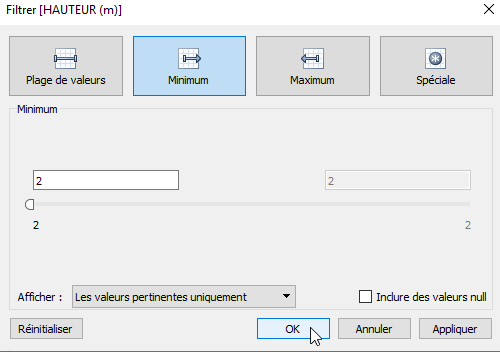 Filtrer [HAUTEUR (m)]
Plage de valeurs
Minimum
Maximum
Spéciale
Minimum
2
2
2
2
Afficher :
Les valeurs pertinentes uniquement
Inclure des valeurs null
Réinitialiser
OK
Annuler
Appliquer